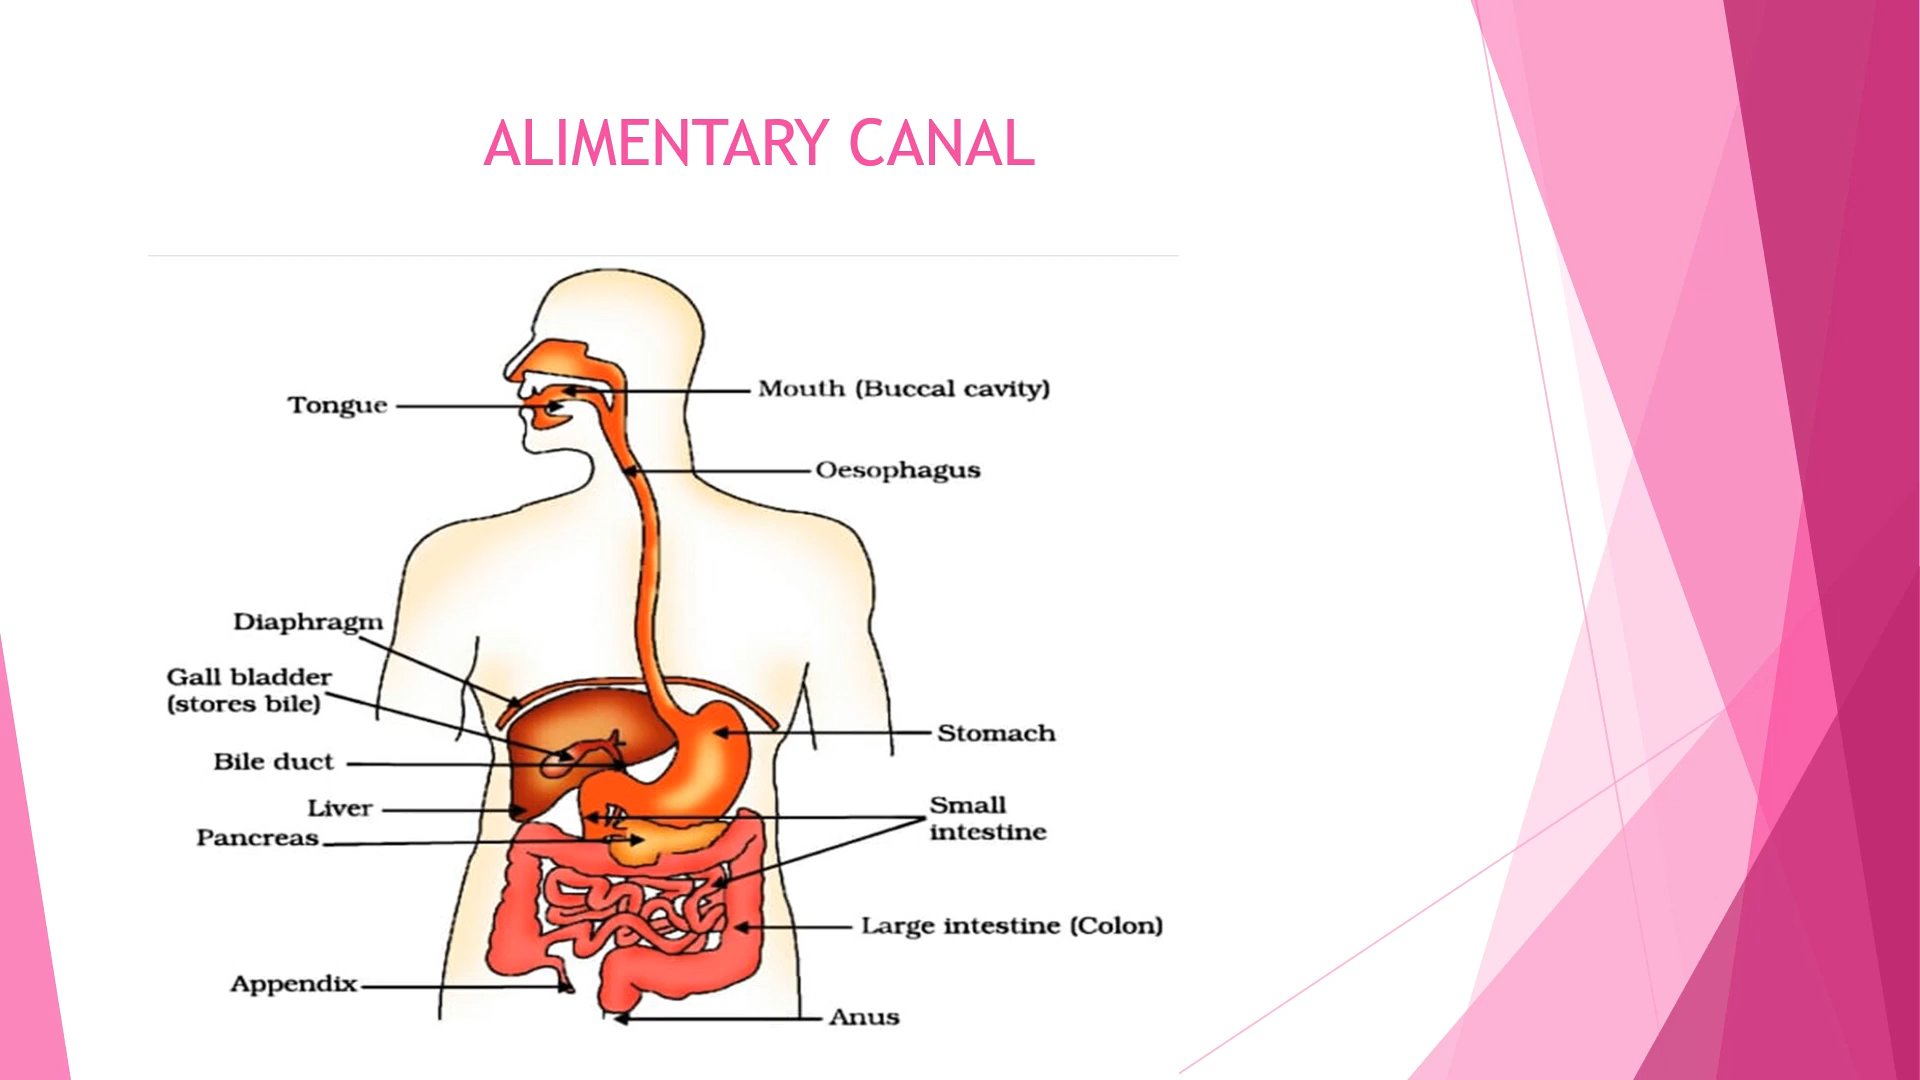 ALIMENTARY CANAL
Mouth (Buccal cavity)
Tongue
Oesophagus
Diaphragm
Gall bladder
(stores bile)
Stomach
Bile duct
Liver
Small
intestine
Pancreas
Large intestine (Colon)
Appendix
Anus